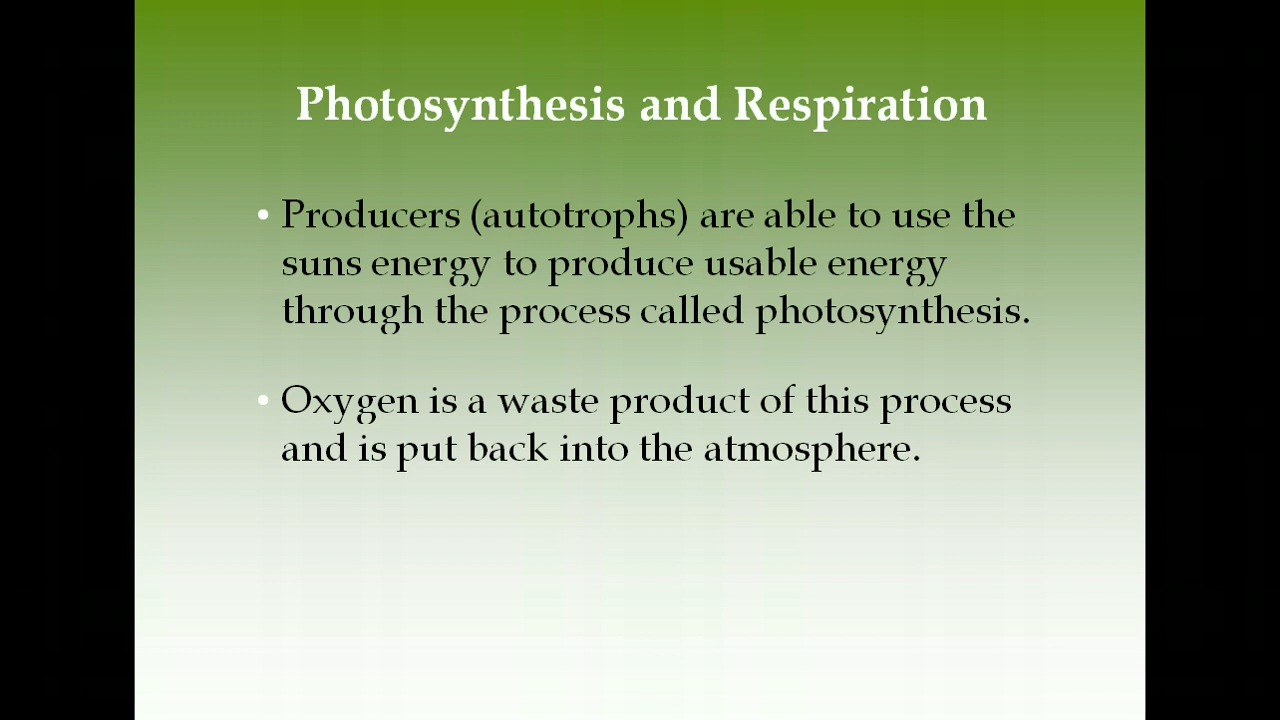 Photosynthesis and Respiration
• Producers (autotrophs) are able to use the
suns energy to produce usable energy
through the process called photosynthesis.
• Oxygen is a waste product of this process
and is put back into the atmosphere.